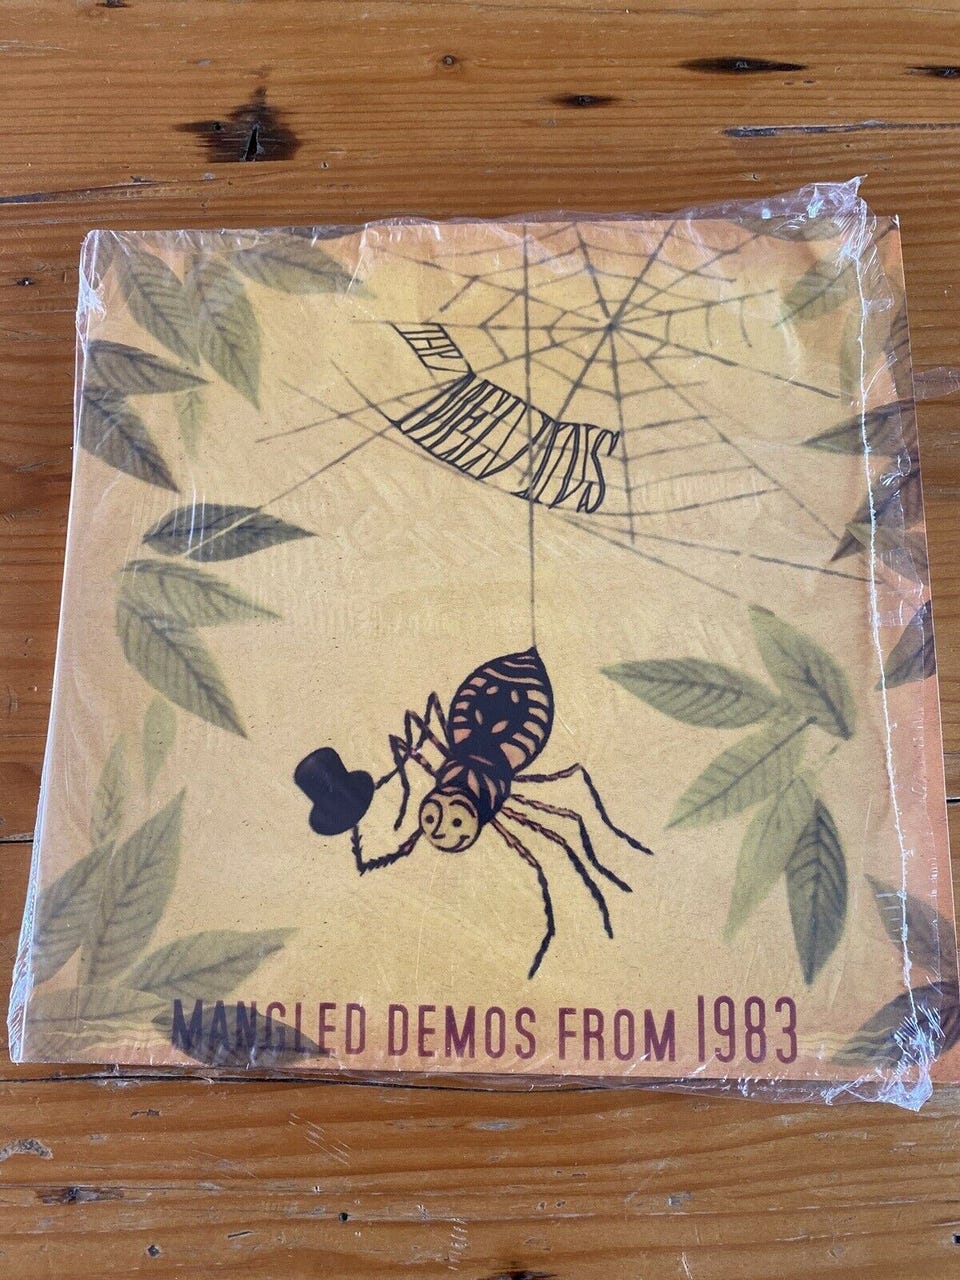 THE
MELVINS
MANGLED DEMOS FROM 1983